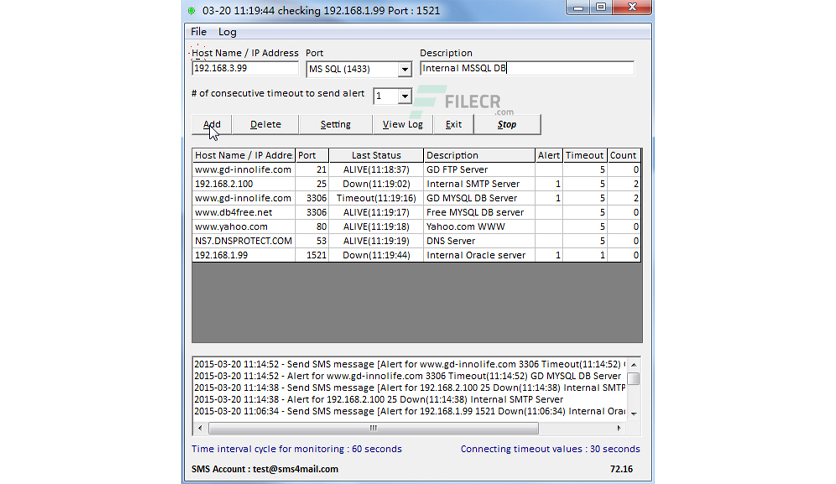 03-20 11:19:44 checking 192.168.1.99 Port : 1521
File Log
Host Name / IP Address Port Description
192.168.3.99 MS SQL (1433) Internal MSSQL DB
# of consecutive timeout to send alert 1
FILECR
.com
Add Delete Setting View Log Exit Stop
Host Name / IP Addre Port Last Status Description Alert Timeout Count
www.gd-innolife.com 21 ALIVE(11:18:37) GD FTP Server 5 0
192.168.2.100 25 Down(11:19:02) Internal SMTP Server 1 5 2
www.gd-innolife.com 3306 Timeout(11:19:16) GD MYSQL DB Server 1 5 2
www.db4free.net 3306 ALIVE(11:19:17) Free MYSQL DB server 5 0
www.yahoo.com 80 ALIVE(11:19:18) Yahoo.com WWW 5 0
NS7.DNSPROTECT.COM 53 ALIVE(11:19:19) DNS Server 5 0
192.168.1.99 1521 Down(11:19:44) Internal Oracle server 1 1 0
2015-03-20 11:14:52 - Send SMS message [Alert for www.gd-innolife.com 3306 Timeout(11:14:52)
2015-03-20 11:14:52 - Alert for www.gd-innolife.com 3306 Timeout(11:14:52) GD MYSQL DB Server
2015-03-20 11:14:38 - Send SMS message [Alert for 192.168.2.100 25 Down(11:14:38) Internal SMTP
2015-03-20 11:14:38 - Alert for 192.168.2.100 25 Down(11:14:38) Internal SMTP Server
2015-03-20 11:06:34 - Send SMS message [Alert for 192.168.1.99 1521 Down(11:06:34) Internal Ora
Time interval cycle for monitoring : 60 seconds Connecting timeout values : 30 seconds
SMS Account : test@sms4mail.com 72.16